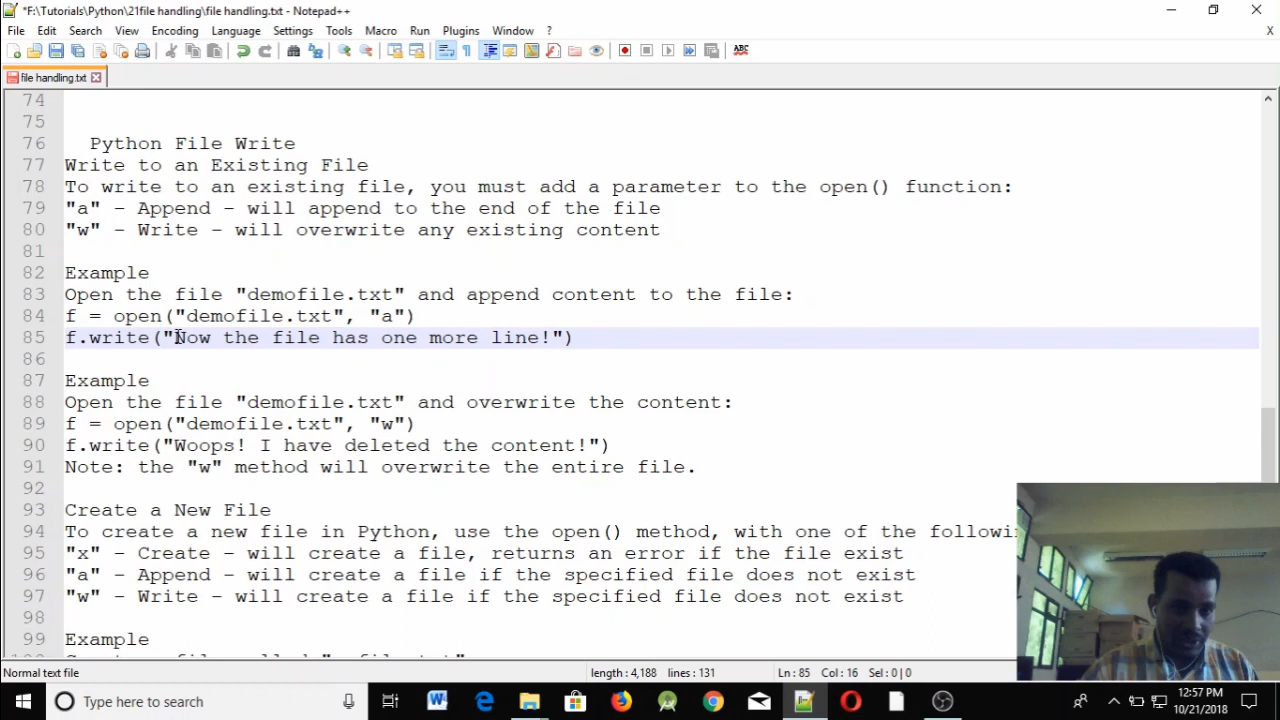 *F:\Tutorials\Python\21file handling\file handling.txt - Notepad++
File Edit Search View Encoding Language Settings Tools Macro Run Plugins Window ? X
ABC
file handling.txt
74
75
76 Python File Write
77 Write to an Existing File
78 To write to an existing file, you must add a parameter to the open() function:
79 "a" - Append - will append to the end of the file
80 "w" - Write - will overwrite any existing content
81
82 Example
83 Open the file "demofile.txt" and append content to the file:
84 f = open("demofile.txt", "a")
85 f.write("Now the file has one more line!")
86
87 Example
88 Open the file "demofile.txt" and overwrite the content:
89 f = open("demofile.txt", "w")
90 f.write("Woops! I have deleted the content!")
91 Note: the "w" method will overwrite the entire file.
92
93 Create a New File
94 To create a new file in Python, use the open() method, with one of the followi
95 "x" - Create - will create a file, returns an error if the file exist
96 "a" - Append - will create a file if the specified file does not exist
97 "w" - Write - will create a file if the specified file does not exist
98
99 Example
Normal text file length : 4,188 lines : 131 Ln : 85 Col : 16 Sel : 0 | 0
Type here to search
12:57 PM
10/21/2018